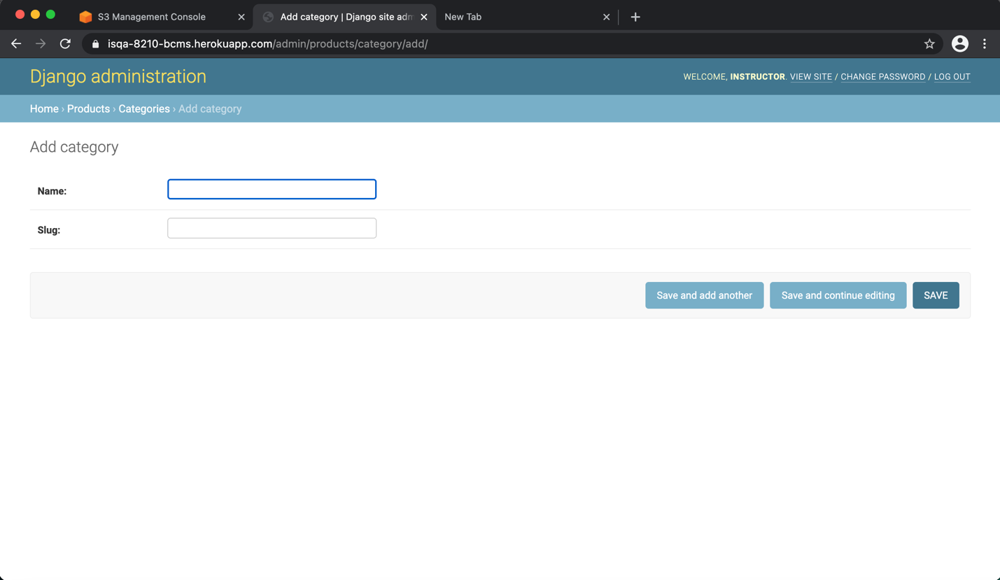 S3 Management Console
Add category | Django site adm
New Tab
isqa-8210-bcms.herokuapp.com/admin/products/category/add/
Django administration
WELCOME, INSTRUCTOR. VIEW SITE / CHANGE PASSWORD / LOG OUT
Home › Products › Categories › Add category
Add category
Name:
Slug:
Save and add another
Save and continue editing
SAVE